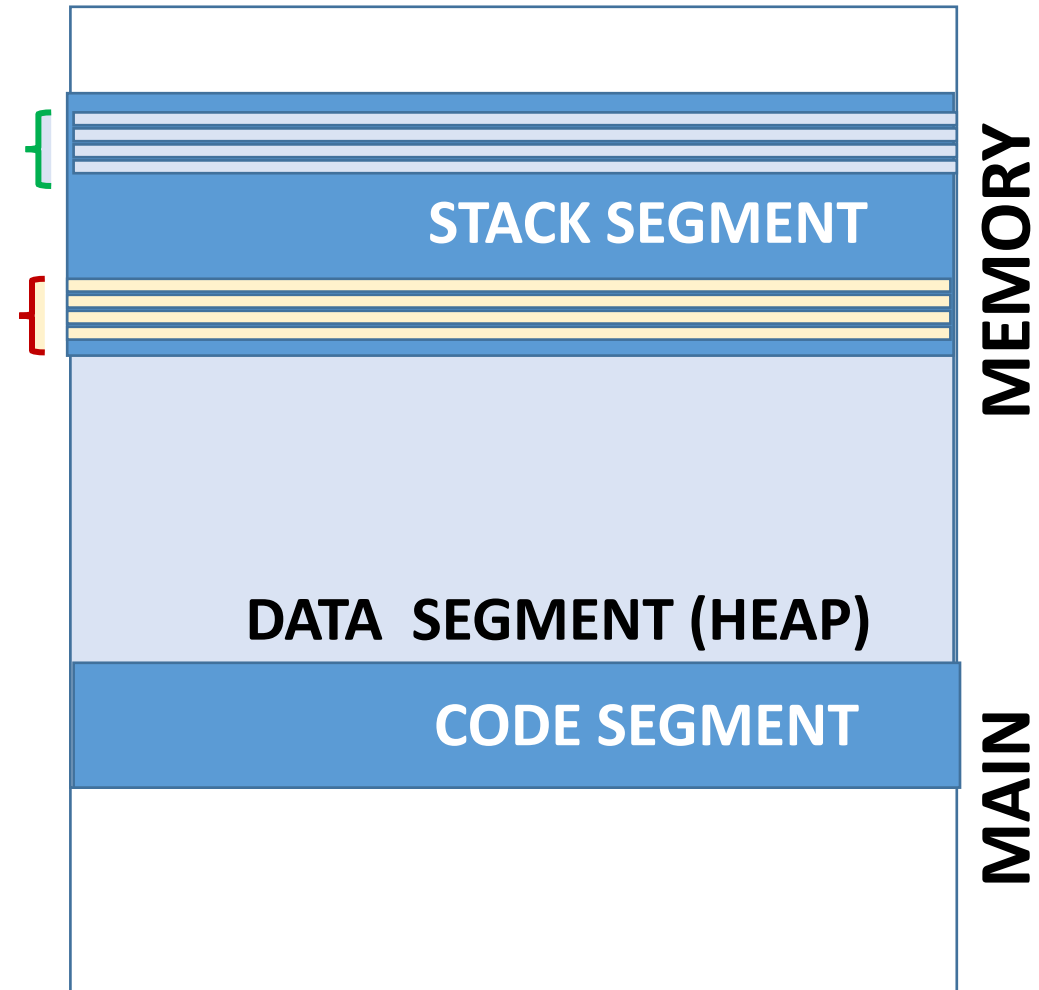 STACK SEGMENT
DATA SEGMENT (HEAP)
CODE SEGMENT
MAIN MEMORY